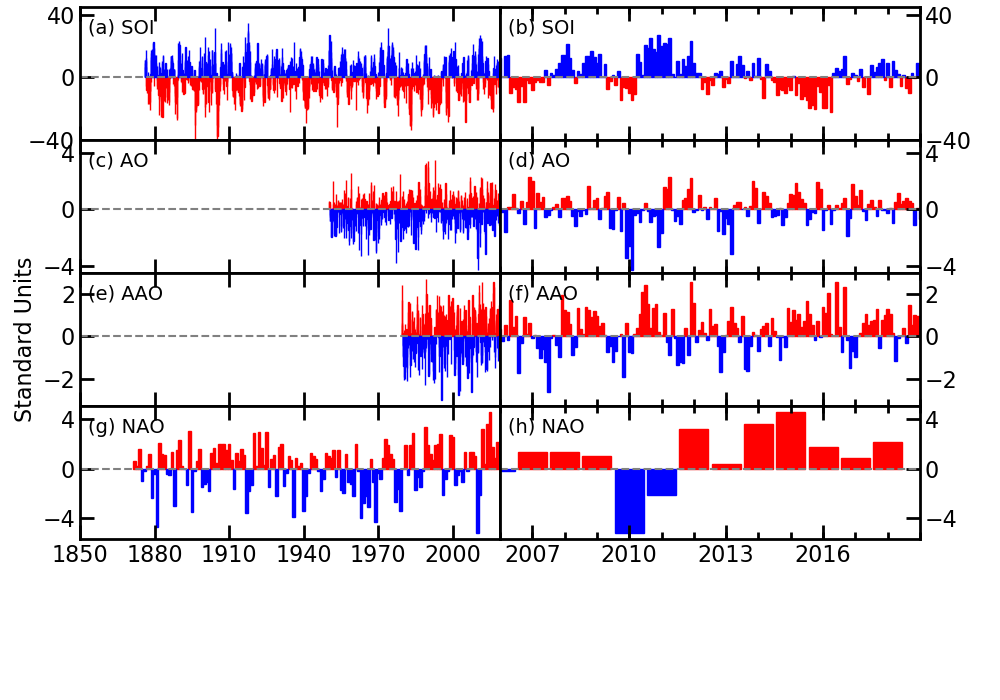 40 (a) SOI (b) SOI 40
0 0
−40 −40
4 (c) AO (d) AO 4
0 0
−4 −4
2 (e) AAO (f) AAO 2
0 0
−2 −2
Standard Units
4 (g) NAO (h) NAO 4
0 0
−4 −4
1850 1880 1910 1940 1970 2000 2007 2010 2013 2016